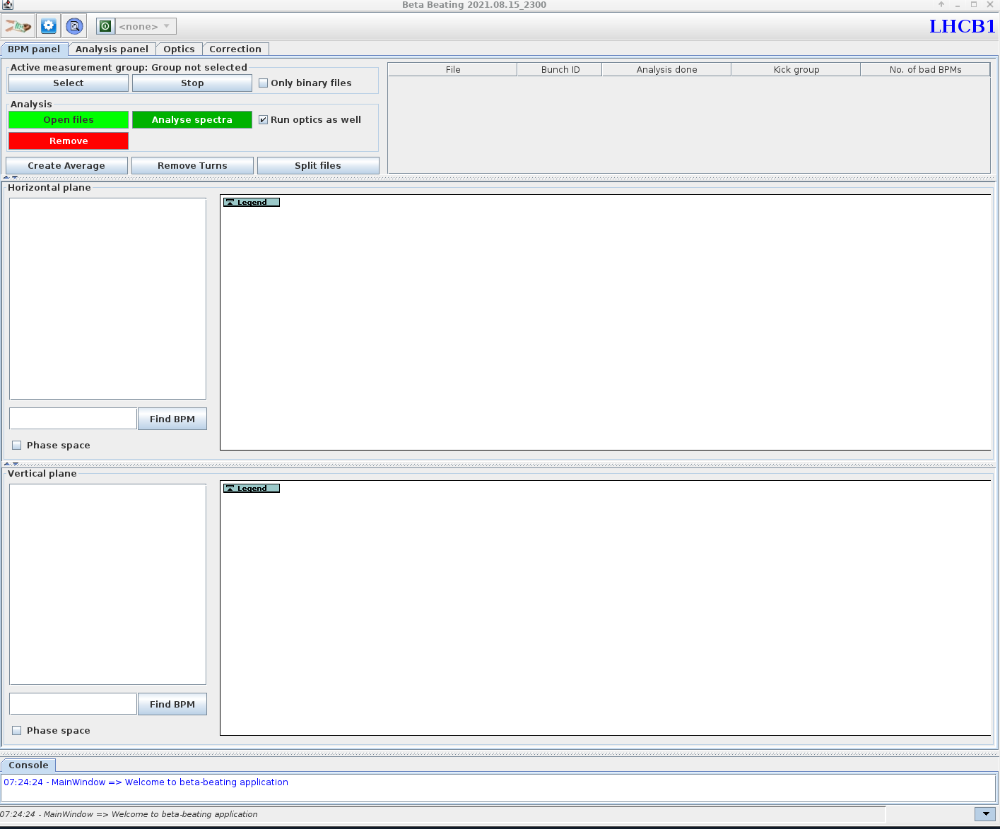 Beta Beating 2021.08.15_2300
<none>
LHCB1
BPM panel Analysis panel Optics Correction
Active measurement group: Group not selected
Select Stop Only binary files
Analysis
Open files Analyse spectra Run optics as well
Remove
Create Average Remove Turns Split files
File Bunch ID Analysis done Kick group No. of bad BPMs
Horizontal plane
Legend
Find BPM
Phase space
Vertical plane
Legend
Find BPM
Phase space
Console
07:24:24 - MainWindow => Welcome to beta-beating application
07:24:24 - MainWindow => Welcome to beta-beating application